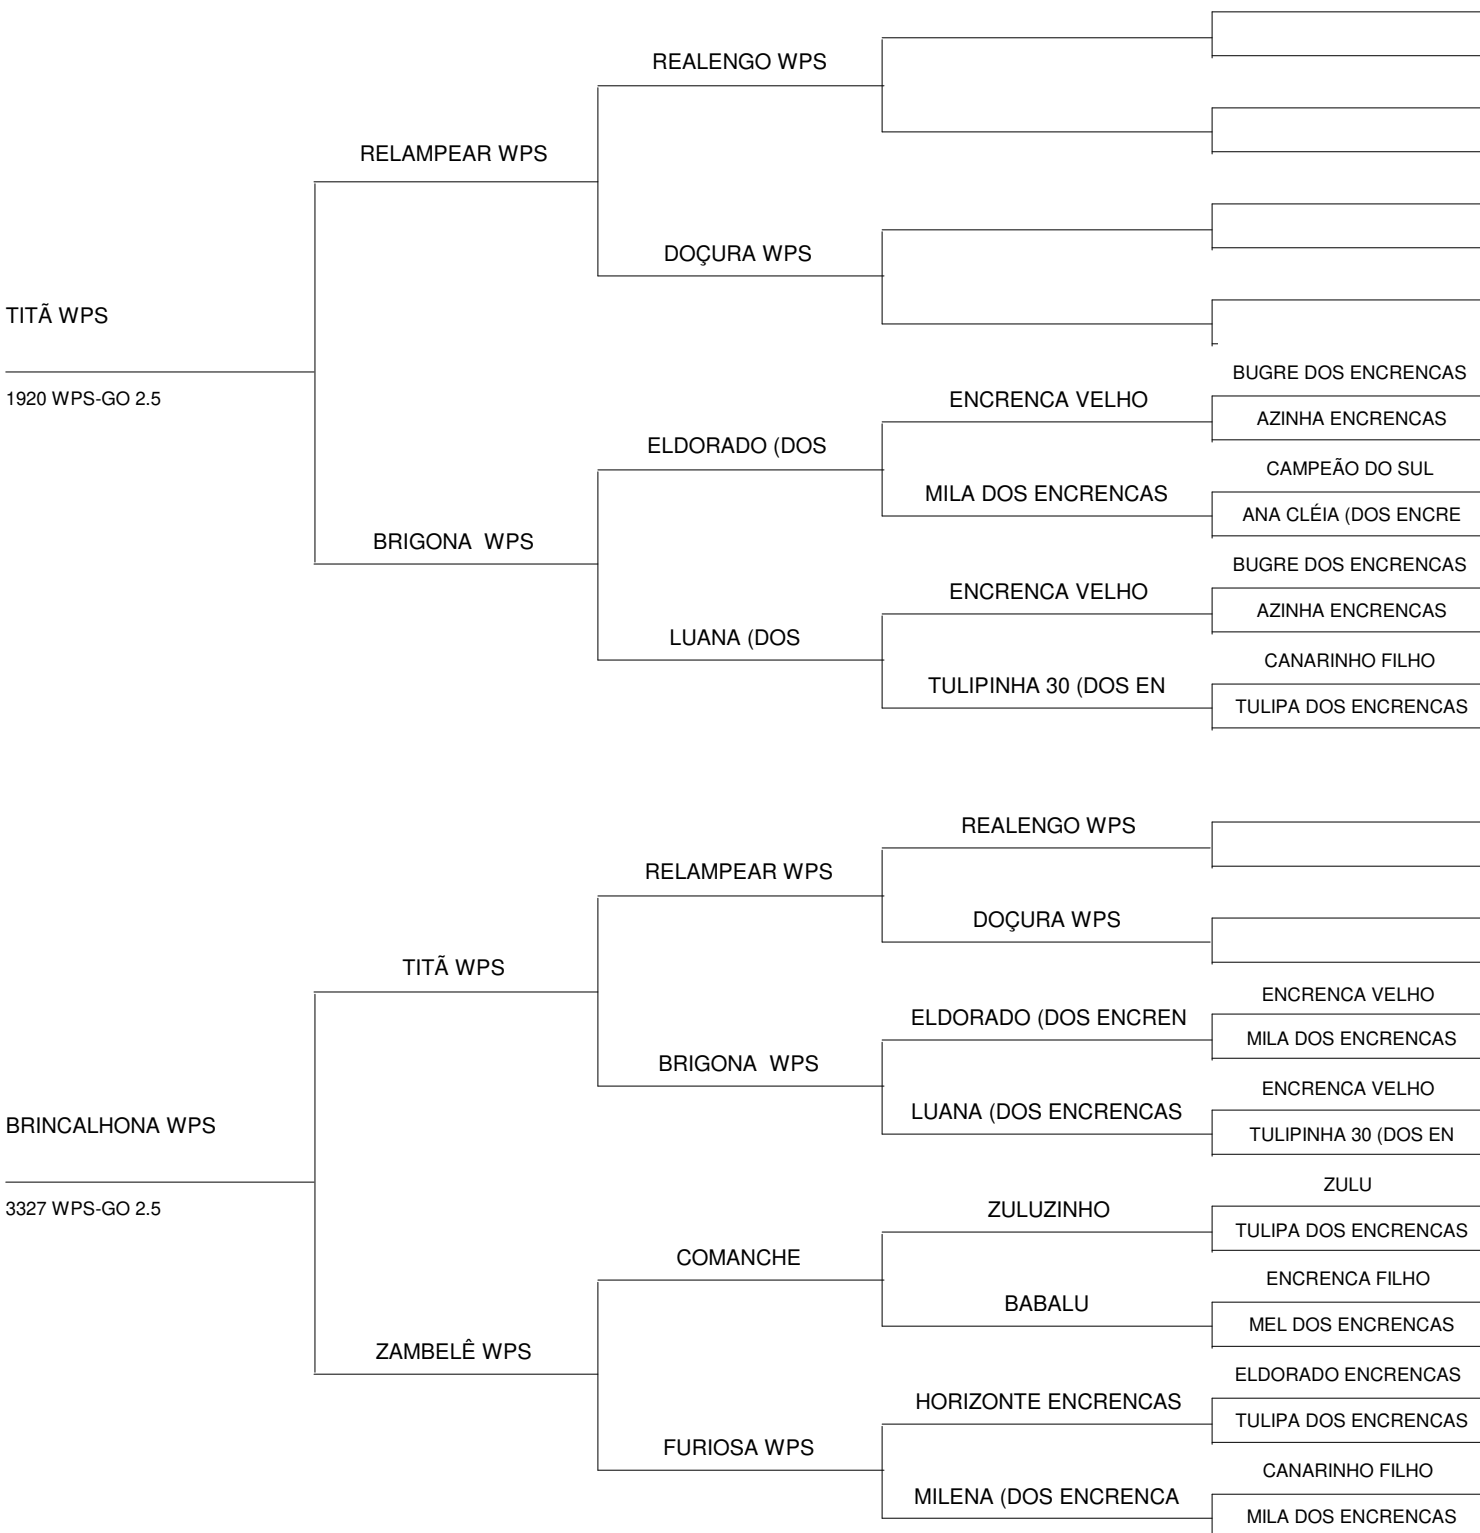 REALENGO WPS
RELAMPEAR WPS
DOÇURA WPS
TITÃ WPS
BUGRE DOS ENCRENCAS
1920 WPS-GO 2.5
ENCRENCA VELHO
AZINHA ENCRENCAS
ELDORADO (DOS
CAMPEÃO DO SUL
MILA DOS ENCRENCAS
ANA CLÉIA (DOS ENCRE
BRIGONA  WPS
BUGRE DOS ENCRENCAS
ENCRENCA VELHO
AZINHA ENCRENCAS
LUANA (DOS
CANARINHO FILHO
TULIPINHA 30 (DOS EN
TULIPA DOS ENCRENCAS
REALENGO WPS
RELAMPEAR WPS
DOÇURA WPS
TITÃ WPS
ENCRENCA VELHO
ELDORADO (DOS ENCREN
MILA DOS ENCRENCAS
BRIGONA  WPS
ENCRENCA VELHO
LUANA (DOS ENCRENCAS
BRINCALHONA WPS
TULIPINHA 30 (DOS EN
ZULU
3327 WPS-GO 2.5
ZULUZINHO
TULIPA DOS ENCRENCAS
COMANCHE
ENCRENCA FILHO
BABALU
MEL DOS ENCRENCAS
ZAMBELÊ WPS
ELDORADO ENCRENCAS
HORIZONTE ENCRENCAS
TULIPA DOS ENCRENCAS
FURIOSA WPS
CANARINHO FILHO
MILENA (DOS ENCRENCA
MILA DOS ENCRENCAS